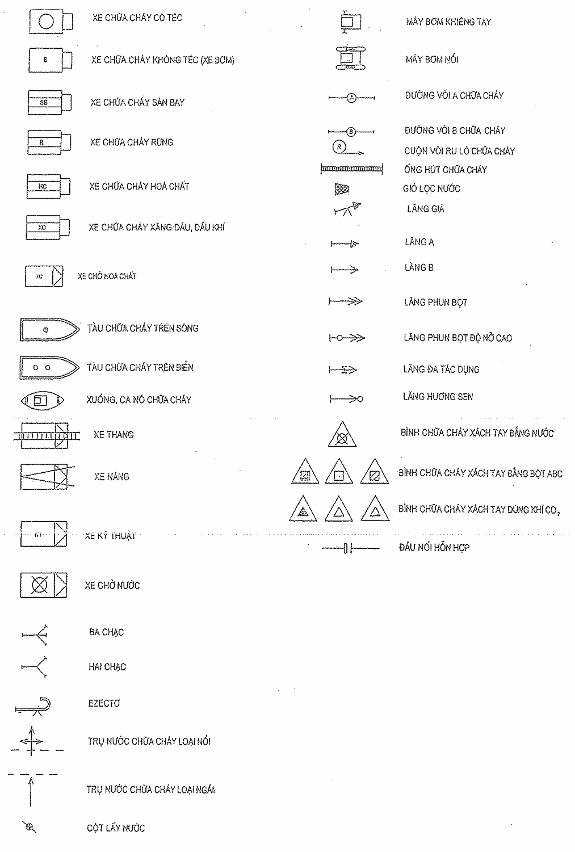 XE CHỮA CHÁY CÓ TÉC
B
XE CHỮA CHÁY KHÔNG TÉC (XE BƠM)
SB
XE CHỮA CHÁY SÂN BAY
R
XE CHỮA CHÁY RỪNG
HC
XE CHỮA CHÁY HOÁ CHẤT
XD
XE CHỮA CHÁY XĂNG DẦU, DẦU KHÍ
XE CHỞ HOÁ CHẤT
TÀU CHỮA CHÁY TRÊN SÔNG
TÀU CHỮA CHÁY TRÊN BIỂN
XUỒNG, CA NÔ CHỮA CHÁY
XE THANG
XE NÂNG
KT
XE KỸ THUẬT
XE CHỞ NƯỚC
BA CHẠC
HAI CHẠC
EZECTƠ
TRỤ NƯỚC CHỮA CHÁY LOẠI NỔI
TRỤ NƯỚC CHỮA CHÁY LOẠI NGẦM
CỘT LẤY NƯỚC
MÁY BƠM KHIÊNG TAY
MÁY BƠM NỔI
A
ĐƯỜNG VÒI A CHỮA CHÁY
B
ĐƯỜNG VÒI B CHỮA CHÁY
R
CUỘN VÒI RU LÔ CHỮA CHÁY
ỐNG HÚT CHỮA CHÁY
GIỎ LỌC NƯỚC
LĂNG GIÁ
LĂNG A
LĂNG B
LĂNG PHUN BỌT
LĂNG PHUN BỌT ĐỘ NỞ CAO
LĂNG ĐA TÁC DỤNG
LĂNG HƯƠNG SEN
BÌNH CHỮA CHÁY XÁCH TAY BẰNG NƯỚC
BÌNH CHỮA CHÁY XÁCH TAY BẰNG BỘT ABC
BÌNH CHỮA CHÁY XÁCH TAY DÙNG KHÍ CO₂
ĐẦU NỐI HỖN HỢP